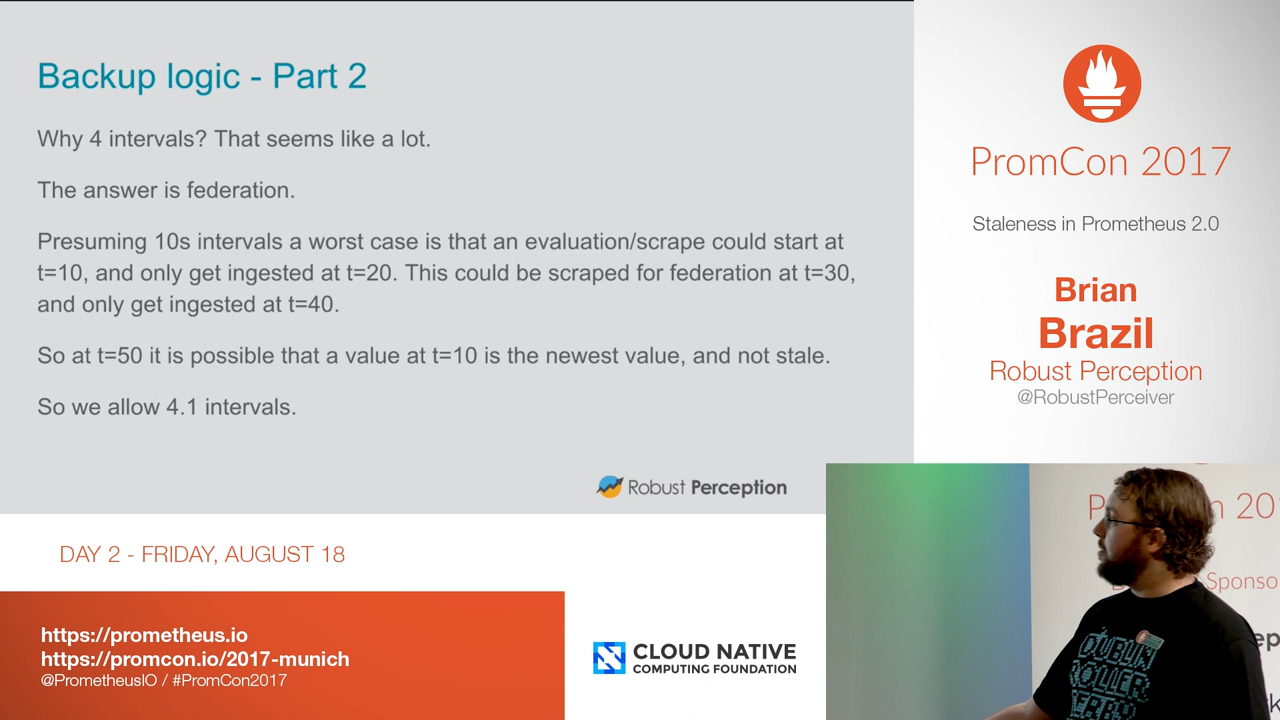 Backup logic - Part 2
Why 4 intervals? That seems like a lot.
The answer is federation.
Presuming 10s intervals a worst case is that an evaluation/scrape could start at
t=10, and only get ingested at t=20. This could be scraped for federation at t=30,
and only get ingested at t=40.
So at t=50 it is possible that a value at t=10 is the newest value, and not stale.
So we allow 4.1 intervals.
Robust Perception
PromCon 2017
Staleness in Prometheus 2.0
Brian
Brazil
Robust Perception
@RobustPerceiver
DAY 2 - FRIDAY, AUGUST 18
https://prometheus.io
https://promcon.io/2017-munich
@PrometheusIO / #PromCon2017
CLOUD NATIVE
COMPUTING FOUNDATION
DUBLIN
ROLLER
DERBY